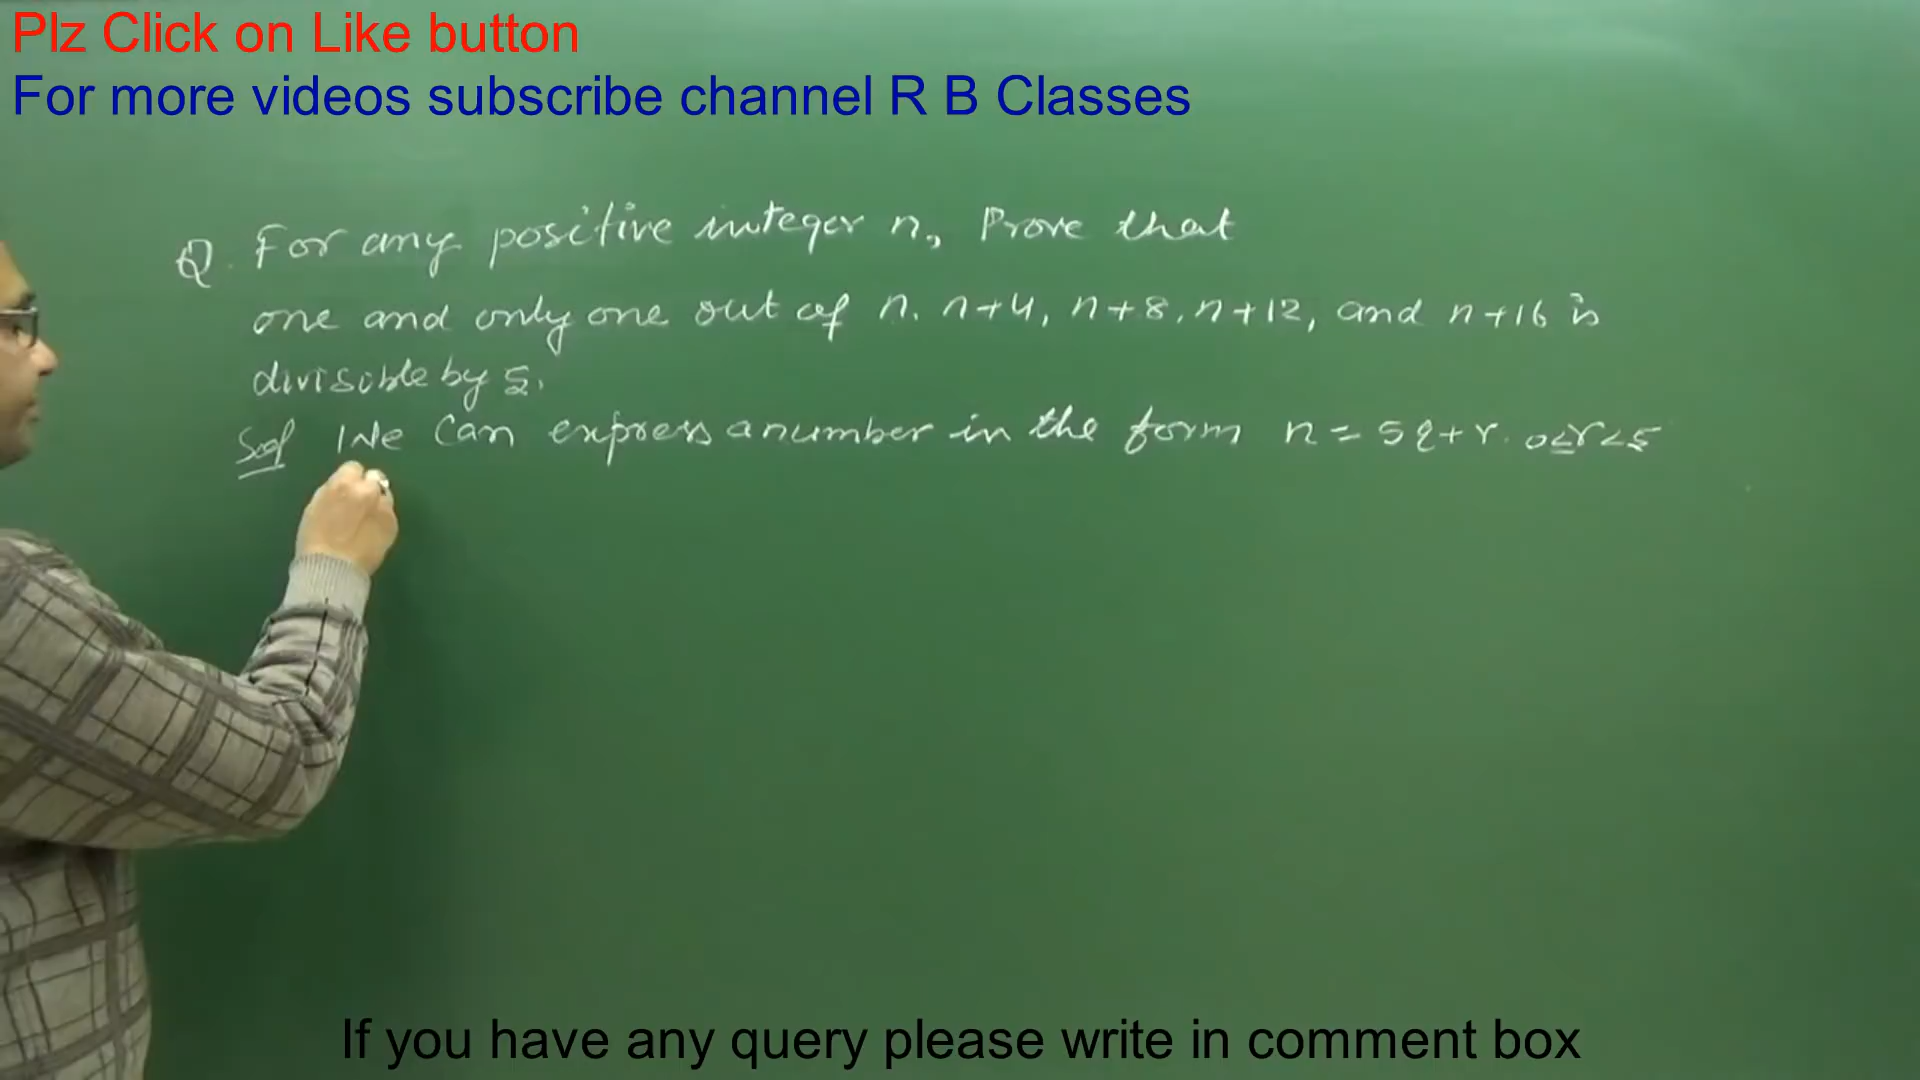 Plz Click on Like button
For more videos subscribe channel R B Classes
Q. For any positive integer n, Prove that
one and only one out of n, n+4, n+8, n+12, and n+16 is
divisible by 5.
Sol We can express a number in the form n = 5q+r. 0≤r<5
If you have any query please write in comment box